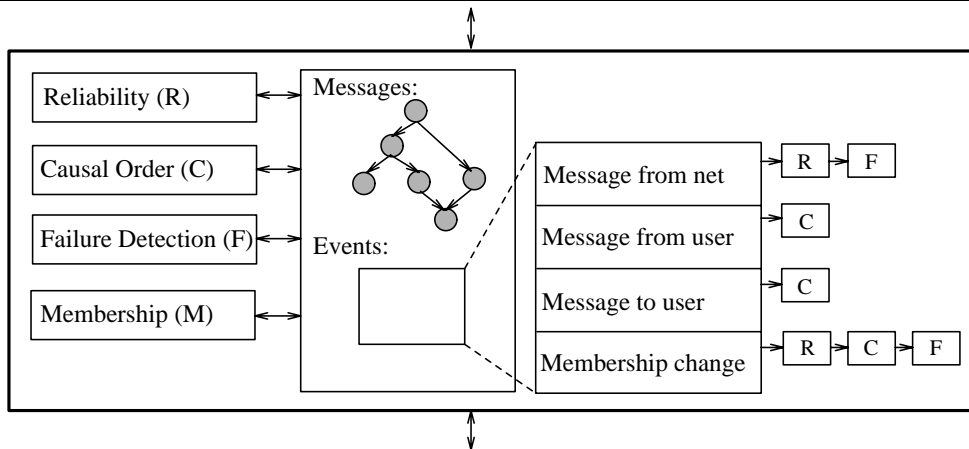 Reliability (R)
Causal Order (C)
Failure Detection (F)
Membership (M)
Messages:
Events:
Message from net
R F
Message from user
C
Message to user
C
Membership change
R C F